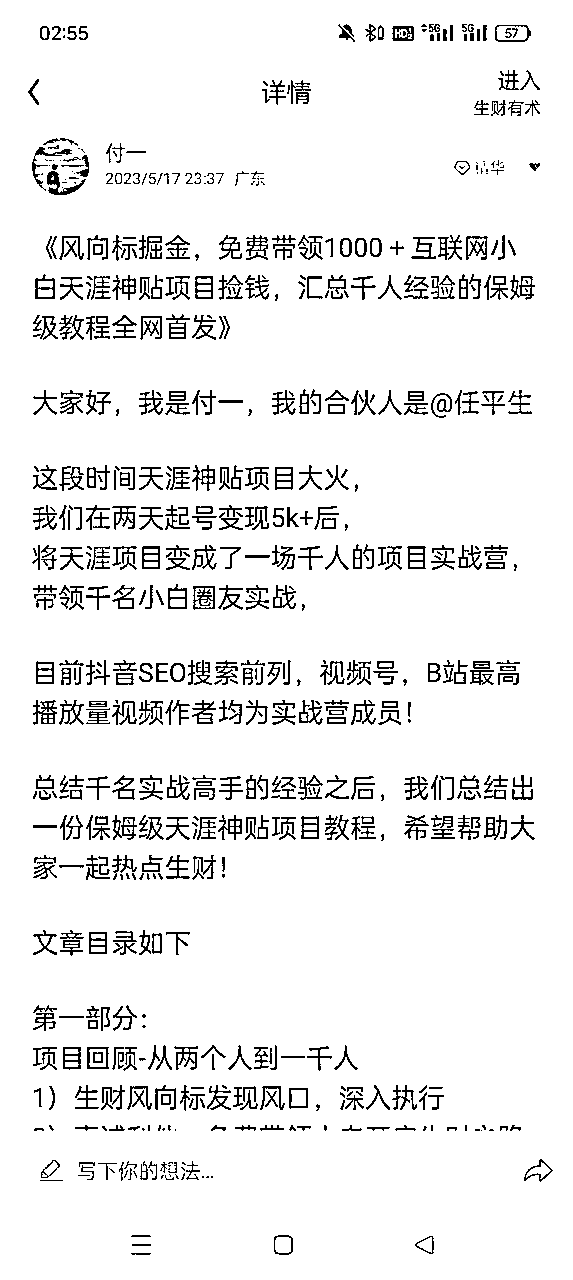 02:55
HD2 5G 5G 57
详情
进入
生财有术
付一
2023/5/17 23:37 广东
精华
《风向标掘金，免费带领1000＋互联网小
白天涯神贴项目捡钱，汇总千人经验的保姆
级教程全网首发》
大家好，我是付一，我的合伙人是@任平生
这段时间天涯神贴项目大火，
我们在两天起号变现5k+后，
将天涯项目变成了一场千人的项目实战营，
带领千名小白圈友实战，
目前抖音SEO搜索前列，视频号，B站最高
播放量视频作者均为实战营成员！
总结千名实战高手的经验之后，我们总结出
一份保姆级天涯神贴项目教程，希望帮助大
家一起热点生财！
文章目录如下
第一部分：
项目回顾-从两个人到一千人
1）生财风向标发现风口，深入执行
写下你的想法...